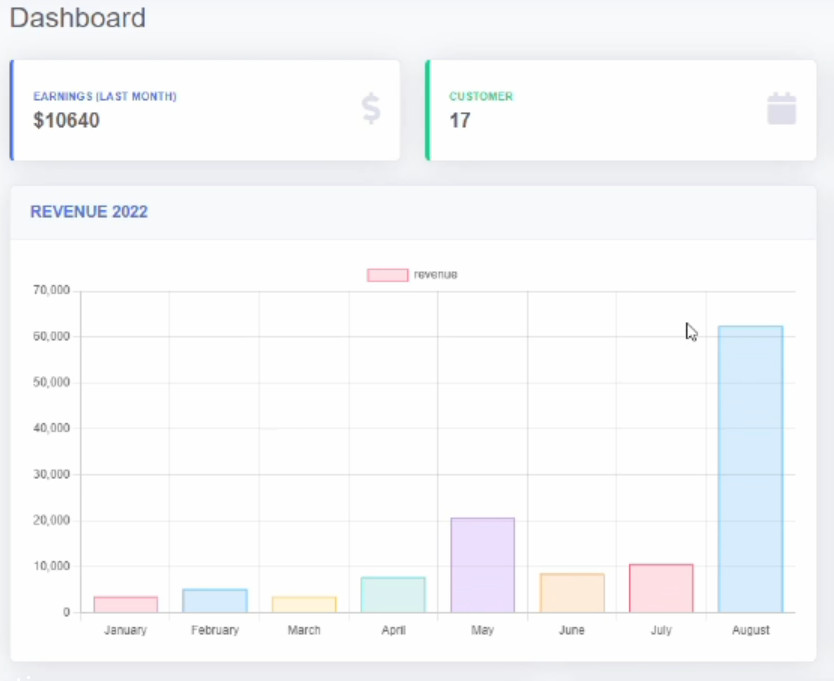 Dashboard
EARNINGS (LAST MONTH)
$10640
CUSTOMER
17
REVENUE 2022
revenue
70,000
60,000
50,000
40,000
30,000
20,000
10,000
0
January February March April May June July August